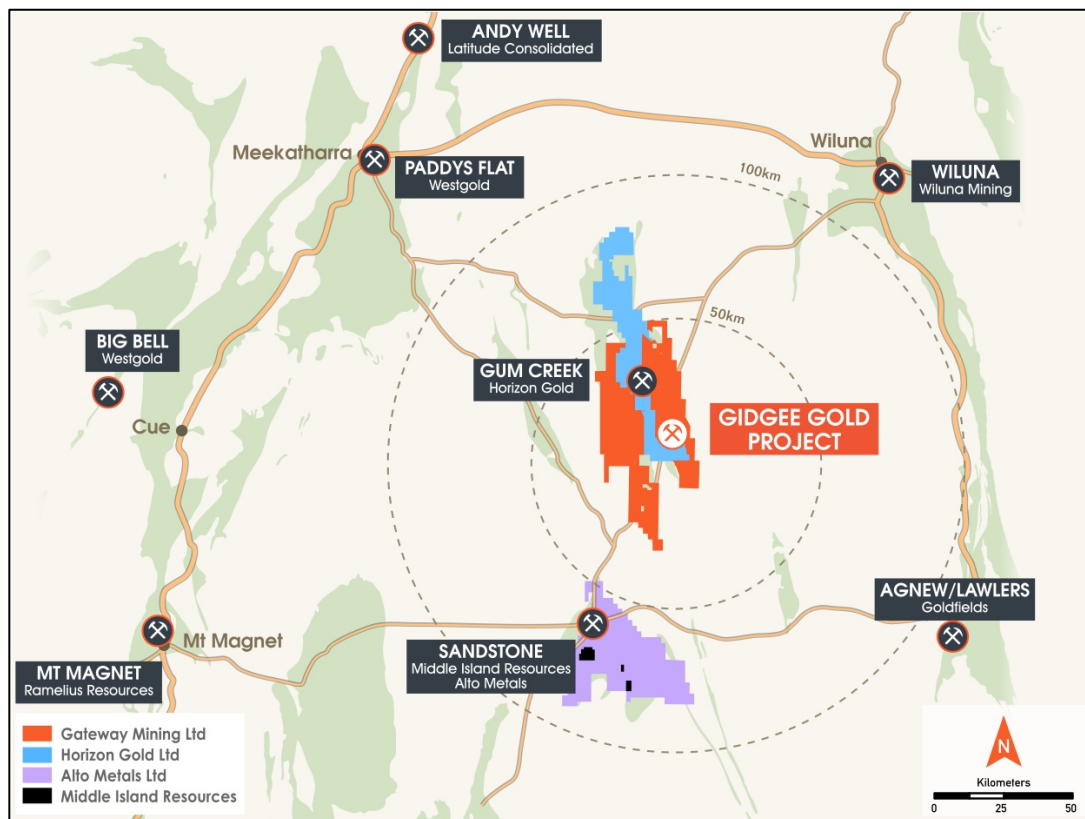 ANDY WELL
Latitude Consolidated
Meekatharra
PADDYS FLAT
Westgold
Wiluna
WILUNA
Wiluna Mining
100km
50km
BIG BELL
Westgold
GUM CREEK
Horizon Gold
Cue
GIDGEE GOLD
PROJECT
AGNEW/LAWLERS
Goldfields
Mt Magnet
MT MAGNET
Ramelius Resources
SANDSTONE
Middle Island Resources
Alto Metals
Gateway Mining Ltd
Horizon Gold Ltd
Alto Metals Ltd
Middle Island Resources
N
Kilometers
0 25 50